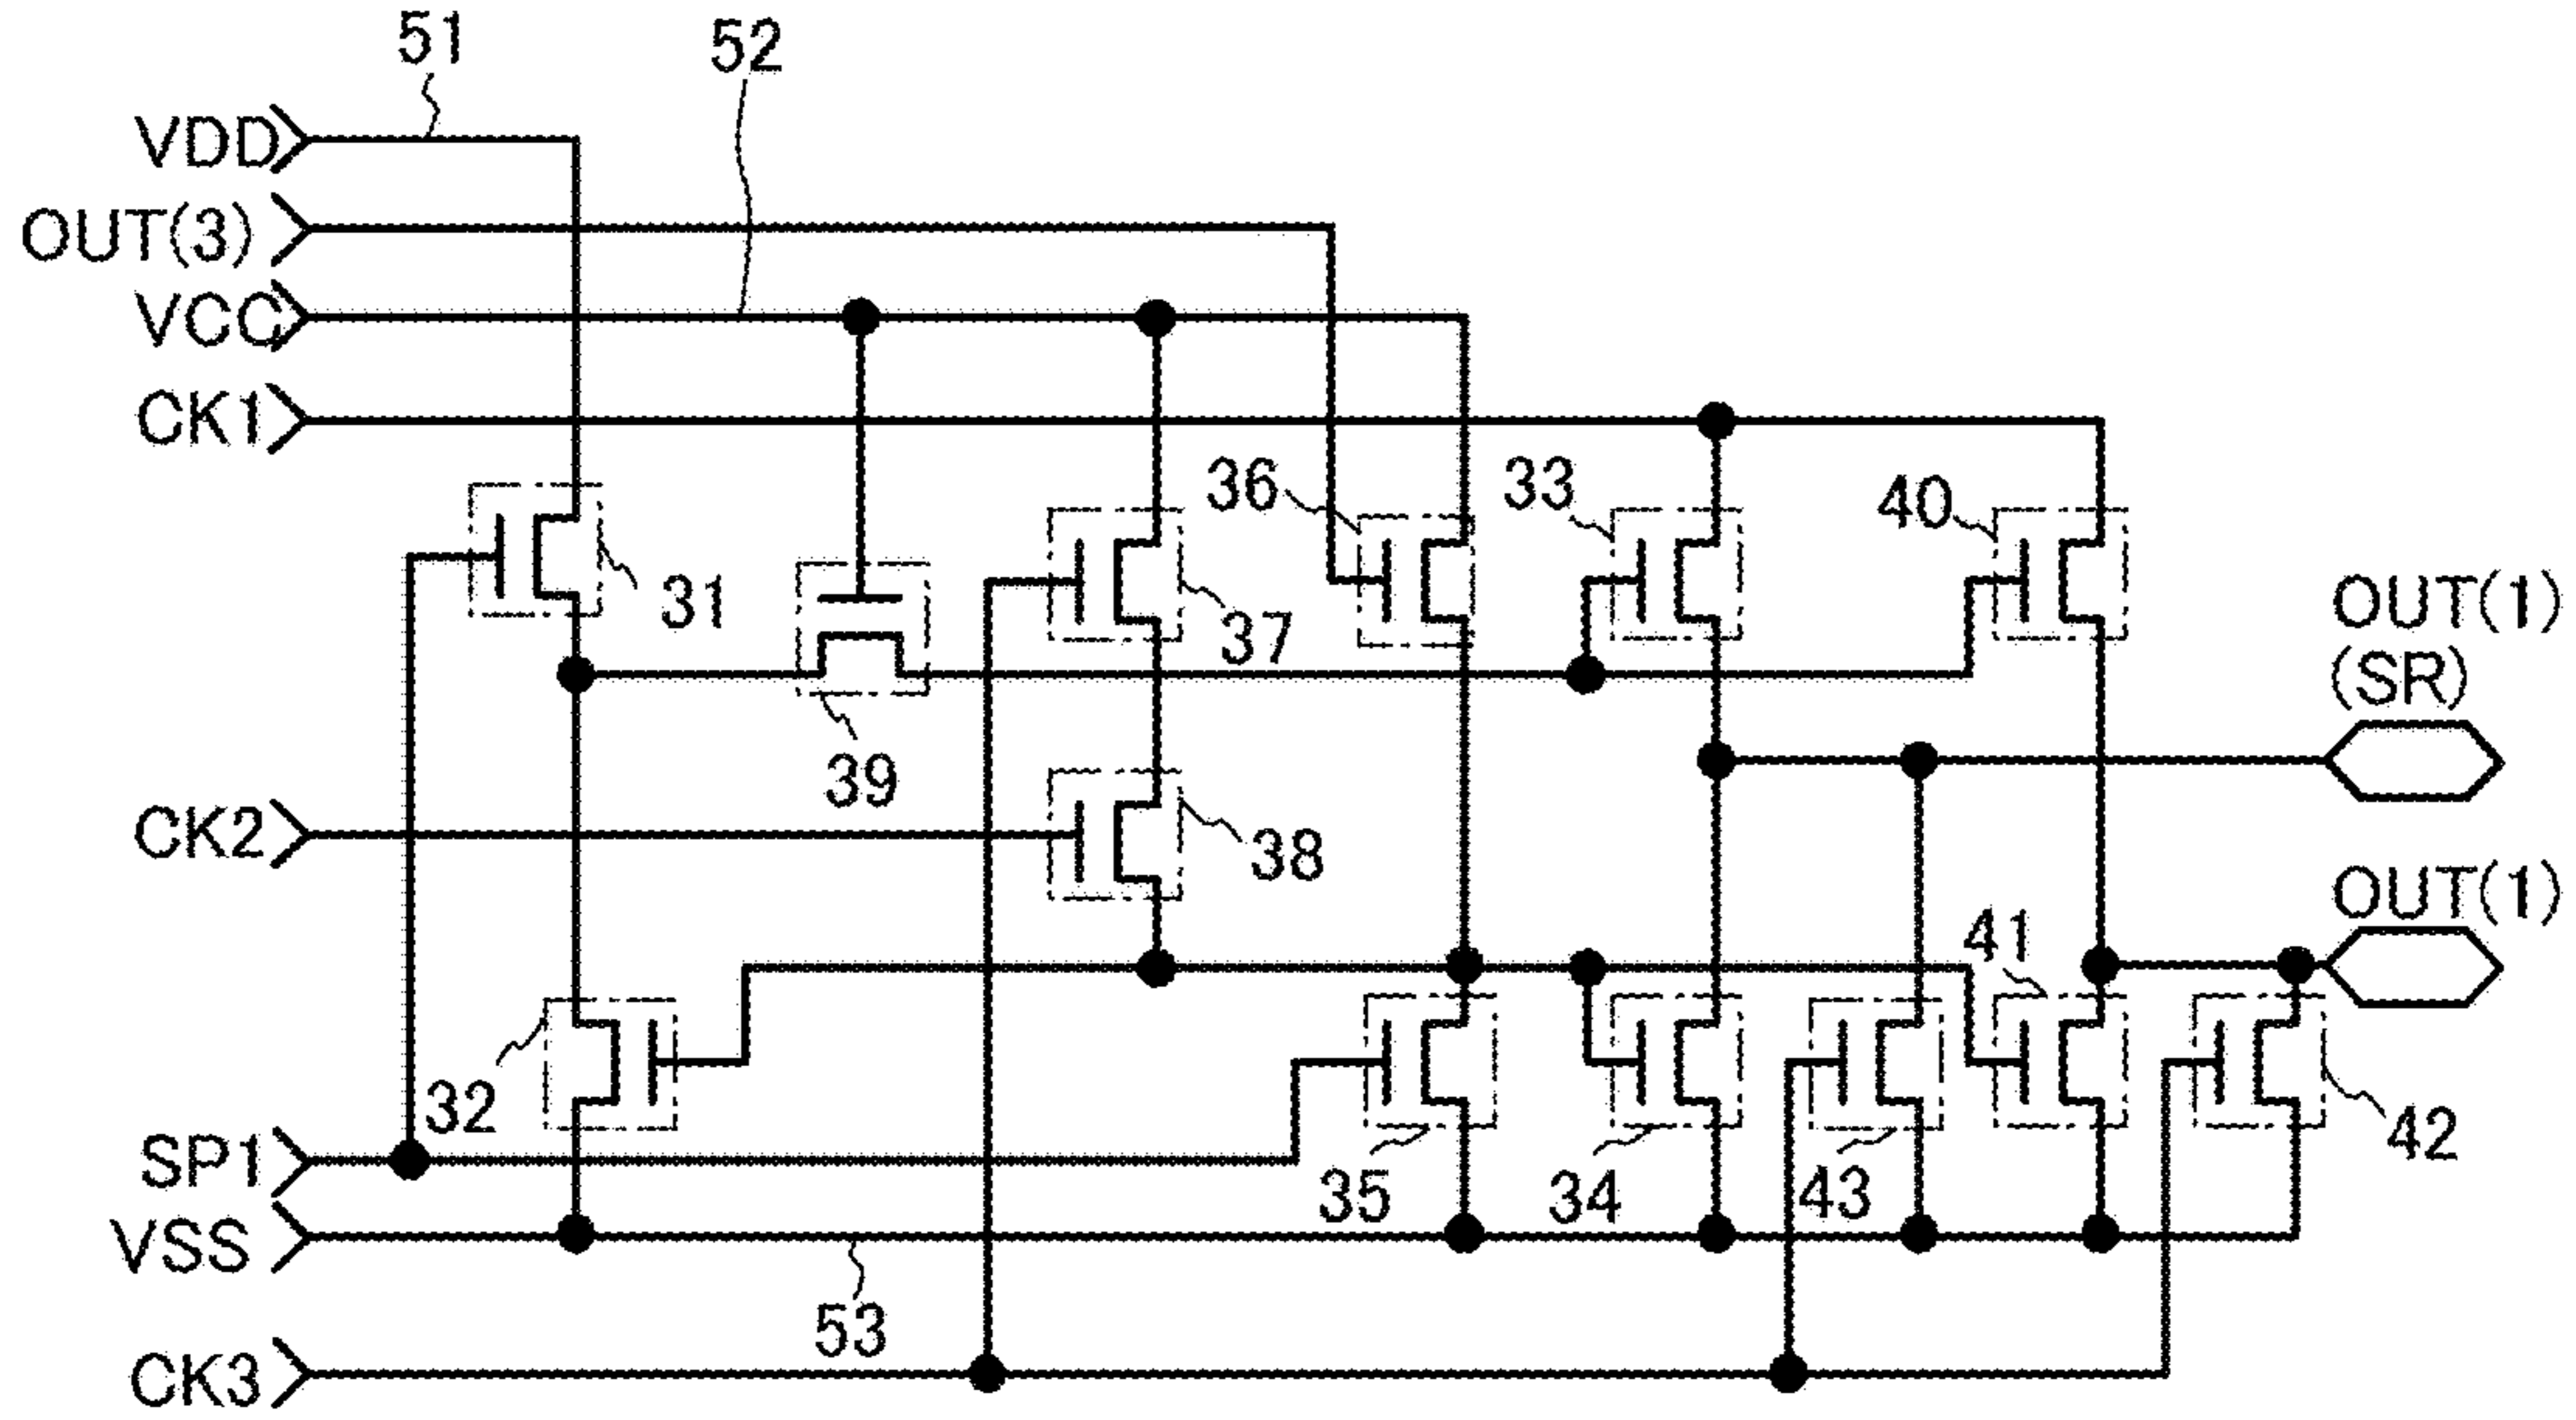 51
52
VDD
OUT(3)
VCC
CK1
36
33
40
31
37
OUT(1)
(SR)
39
CK2
38
OUT(1)
41
32
SP1
35
34
43
42
VSS
53
CK3